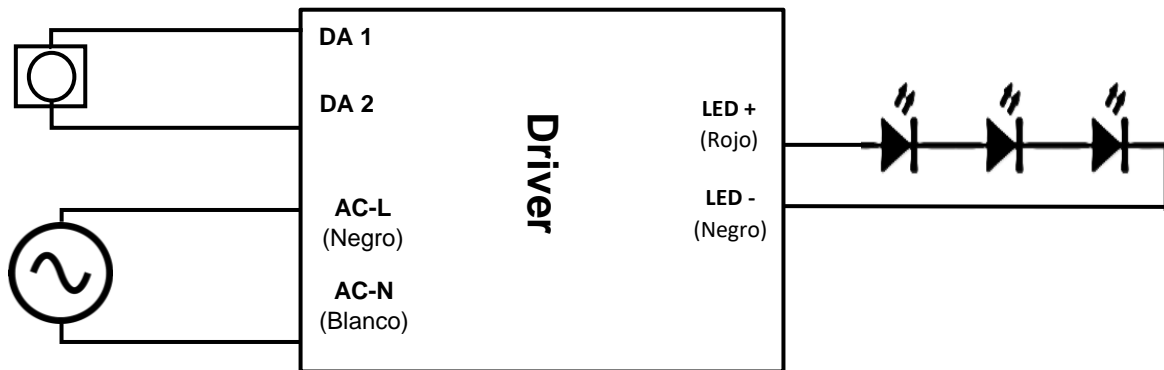 DA 1
DA 2
AC-L
(Negro)
AC-N
(Blanco)
Driver
LED +
(Rojo)
LED -
(Negro)